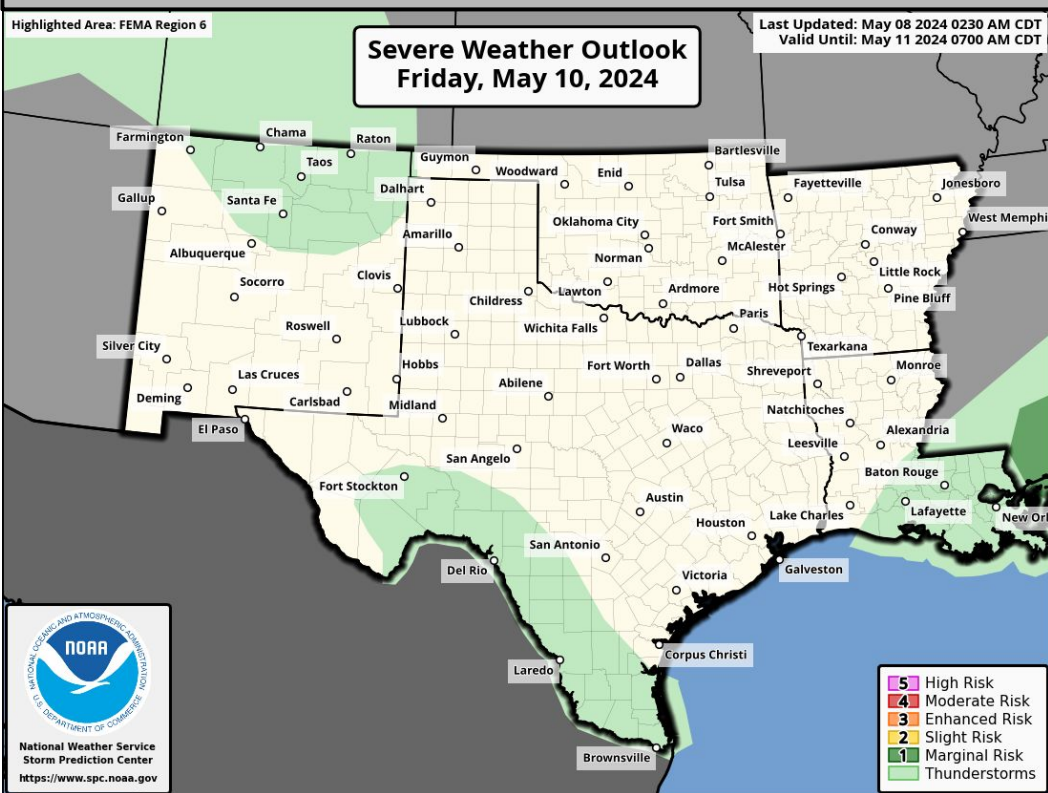 Highlighted Area: FEMA Region 6
Severe Weather Outlook
Friday, May 10, 2024
Last Updated: May 08 2024 0230 AM CDT
Valid Until: May 11 2024 0700 AM CDT
Farmington
Chama
Raton
Taos
Gallup
Santa Fe
Albuquerque
Socorro
Clovis
Roswell
Silver City
Las Cruces
Hobbs
Deming
Carlsbad
El Paso
Guymon
Woodward
Enid
Bartlesville
Tulsa
Dalhart
Oklahoma City
Fort Smith
Amarillo
Norman
McAlester
Childress
Lawton
Ardmore
Lubbock
Wichita Falls
Paris
Fayetteville
Jonesboro
West Memphi
Conway
Little Rock
Hot Springs
Pine Bluff
Texarkana
Fort Worth
Dallas
Shreveport
Monroe
Abilene
Midland
Natchitoches
Waco
Alexandria
San Angelo
Leesville
Fort Stockton
Baton Rouge
Austin
Lake Charles
Lafayette
New Orl
Houston
San Antonio
Del Rio
Galveston
Victoria
Laredo
Corpus Christi
Brownsville
NATIONAL OCEANIC AND ATMOSPHERIC ADMINISTRATION
NOAA
U.S. DEPARTMENT OF COMMERCE
National Weather Service
Storm Prediction Center
https://www.spc.noaa.gov
5 High Risk
4 Moderate Risk
3 Enhanced Risk
2 Slight Risk
1 Marginal Risk
Thunderstorms